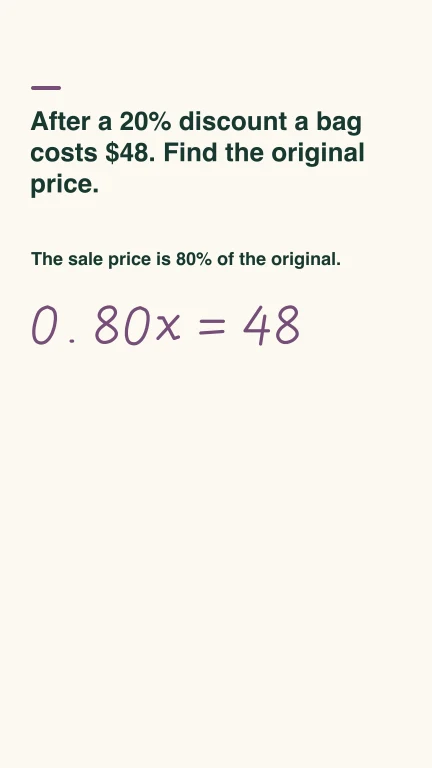 After a 20% discount a bag
costs $48. Find the original
price.
The sale price is 80% of the original.
0.80x = 48